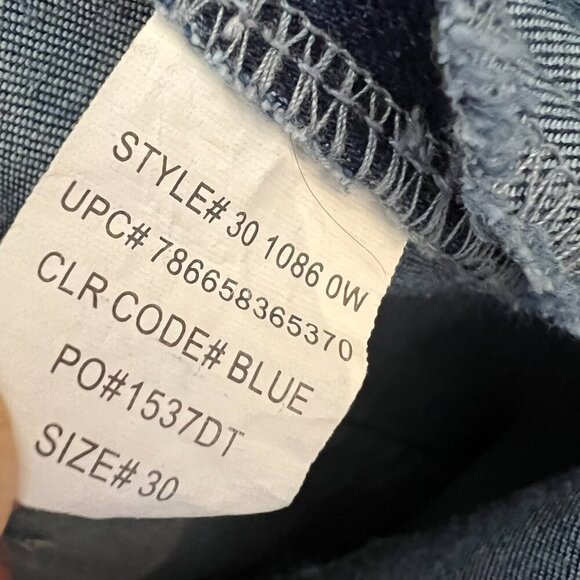 STYLE# 30 1086 0W
UPC# 786658365370
CLR CODE# BLUE
PO#1537DT
SIZE# 30